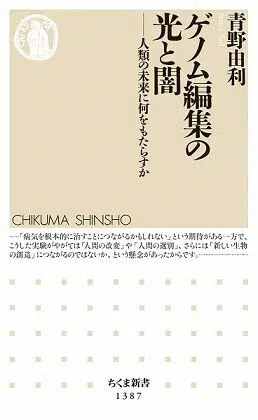 青野由利
ゲノム編集の
光と闇
──人類の未来に何をもたらすか
CHIKUMA SHINSHO
…「病気を根本的に治すことにつながるかもしれない」という期待がある一方で、
こうした実験がやがては「人間の改変」や「人間の選別」、さらには「新しい生物
の創造」につながるのではないか、という懸念があったからです。…
ちくま新書
1387